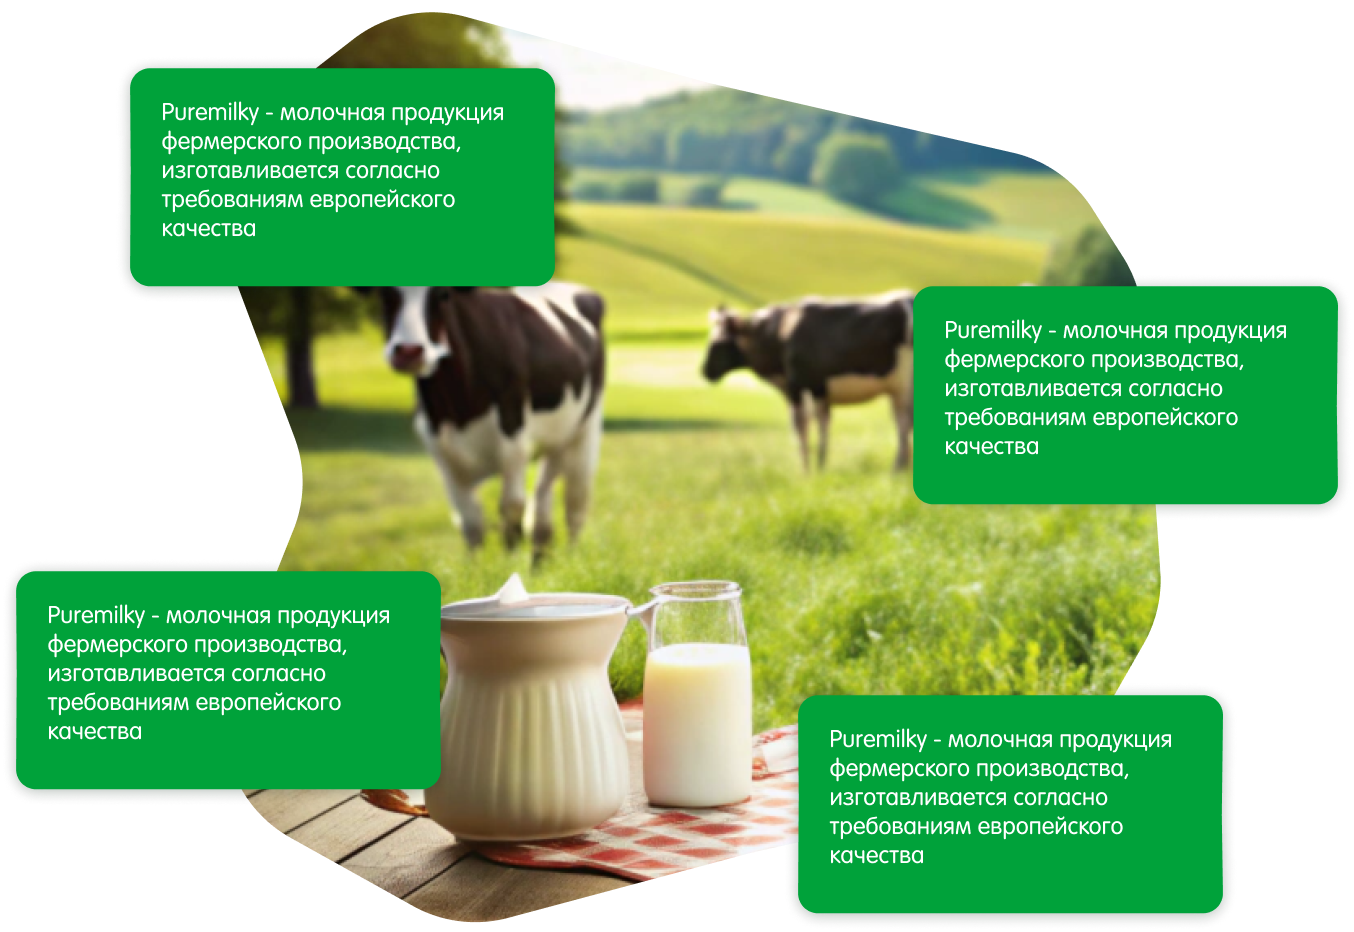 Puremilky - молочная продукция
фермерского производства,
изготавливается согласно
требованиям европейского
качества
Puremilky - молочная продукция
фермерского производства,
изготавливается согласно
требованиям европейского
качества
Puremilky - молочная продукция
фермерского производства,
изготавливается согласно
требованиям европейского
качества
Puremilky - молочная продукция
фермерского производства,
изготавливается согласно
требованиям европейского
качества